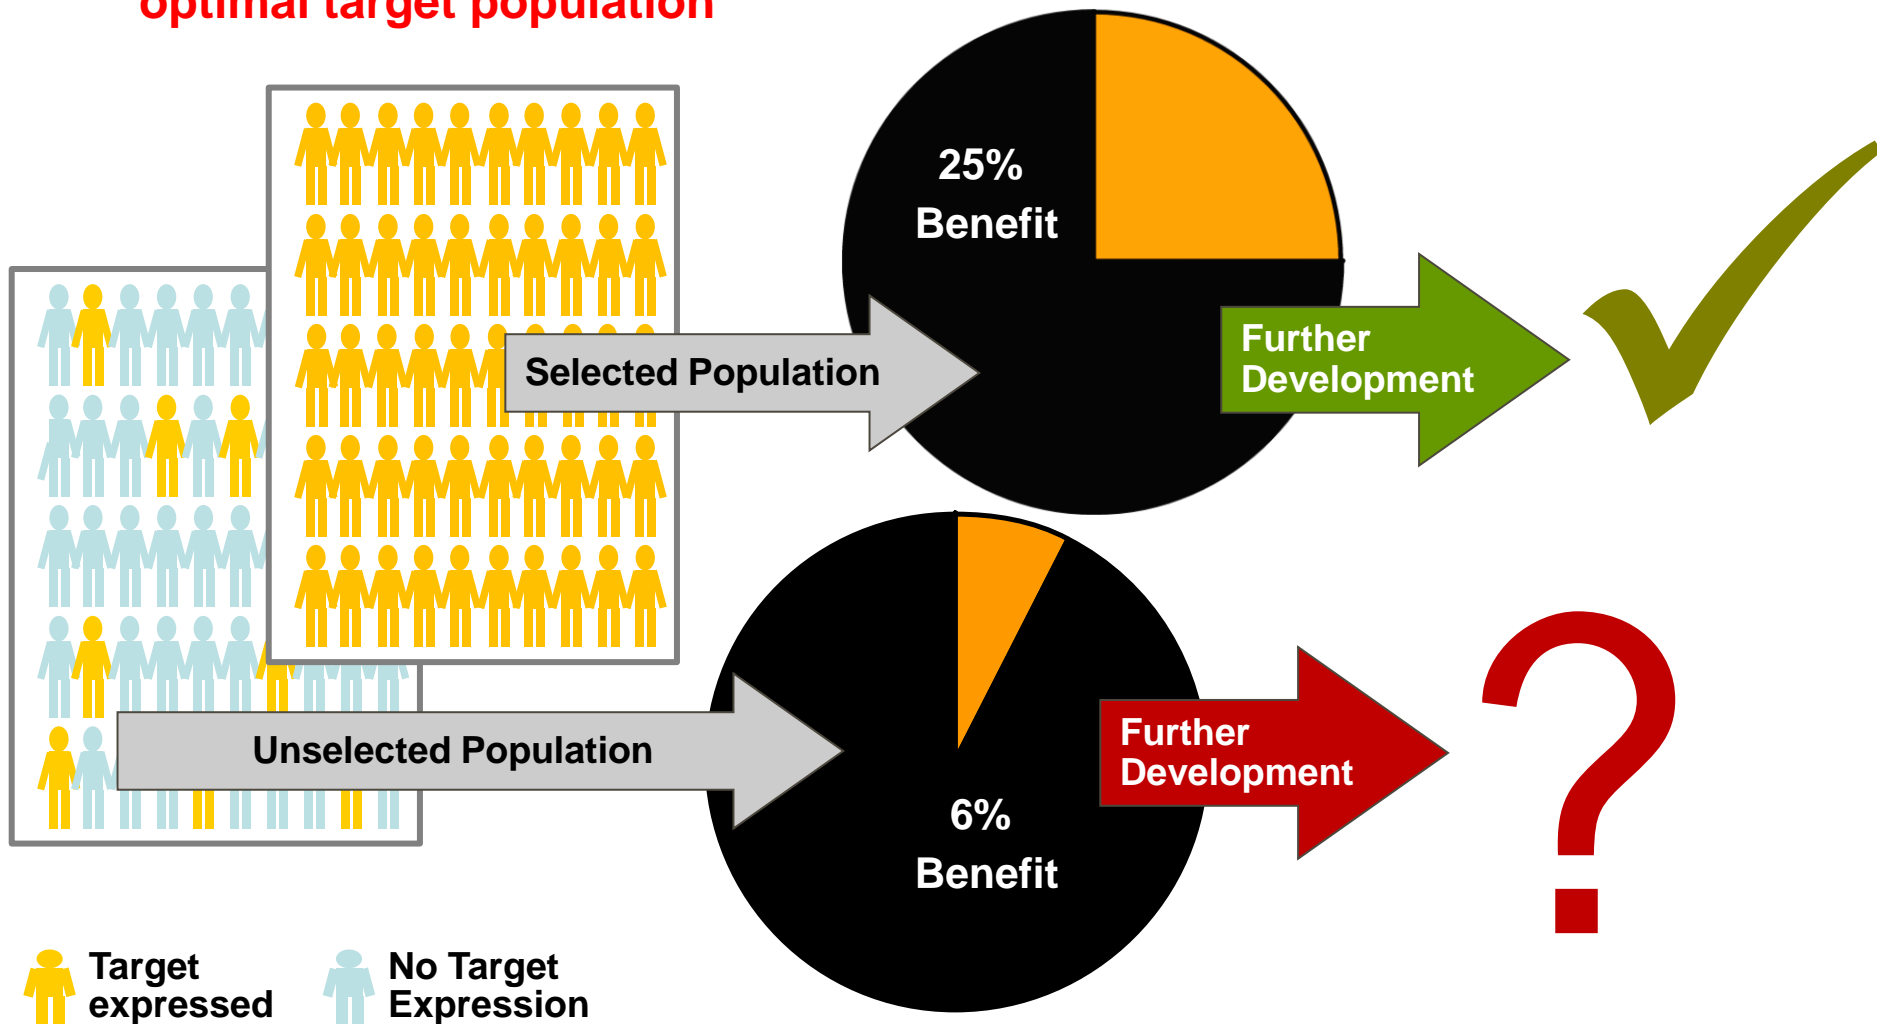 optimal target population
25%
Benefit
Selected Population
Further
Development
Unselected Population
Further
Development
6%
Benefit
Target
expressed
No Target
Expression